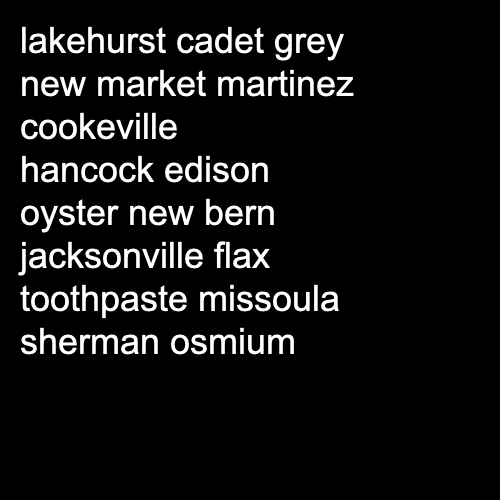 lakehurst cadet grey
new market martinez
cookeville
hancock edison
oyster new bern
jacksonville flax
toothpaste missoula
sherman osmium